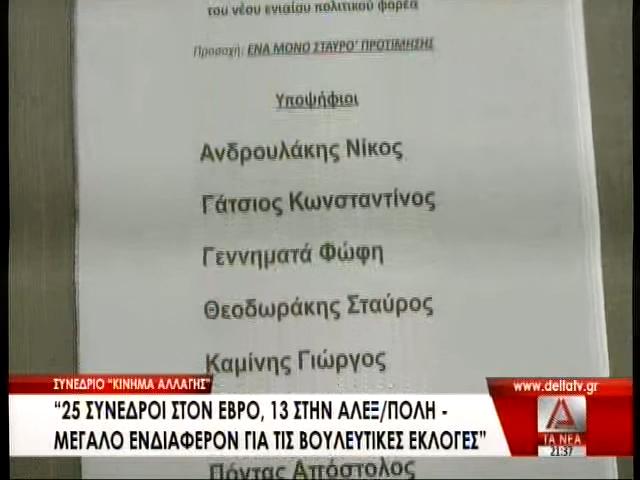 του νέου ενιαίου πολιτικού φορέα
Προσοχή: ΕΝΑ ΜΟΝΟ ΣΤΑΥΡΟ' ΠΡΟΤΙΜΗΣΗΣ
Υποψήφιοι
Ανδρουλάκης Νίκος
Γάτσιος Κωνσταντίνος
Γεννηματά Φώφη
Θεοδωράκης Σταύρος
Καμίνης Γιώργος
ΣΥΝΕΔΡΙΟ "ΚΙΝΗΜΑ ΑΛΛΑΓΗΣ"
www.deltatv.gr
"25 ΣΥΝΕΔΡΟΙ ΣΤΟΝ ΕΒΡΟ, 13 ΣΤΗΝ ΑΛΕΞ/ΠΟΛΗ -
ΜΕΓΑΛΟ ΕΝΔΙΑΦΕΡΟΝ ΓΙΑ ΤΙΣ ΒΟΥΛΕΥΤΙΚΕΣ ΕΚΛΟΓΕΣ"
ΤΑ ΝΕΑ
21:37
Πόντας Απόστολος